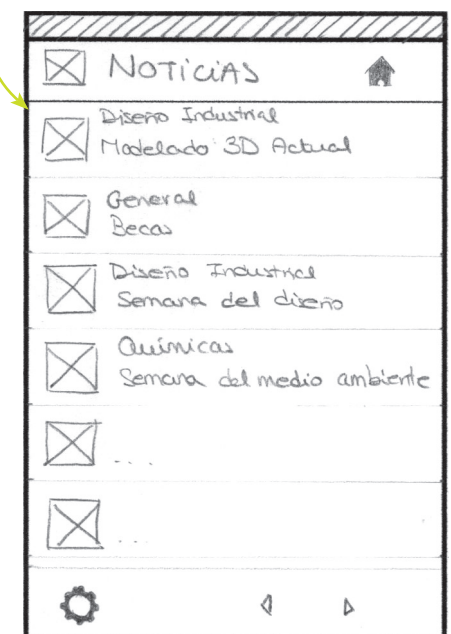 NOTICIAS
Diseño Industrial
Modelado 3D Actual
General
Becas
Diseño Industrial
Semana del diseño
Químicas
Semana del medio ambiente
....
...